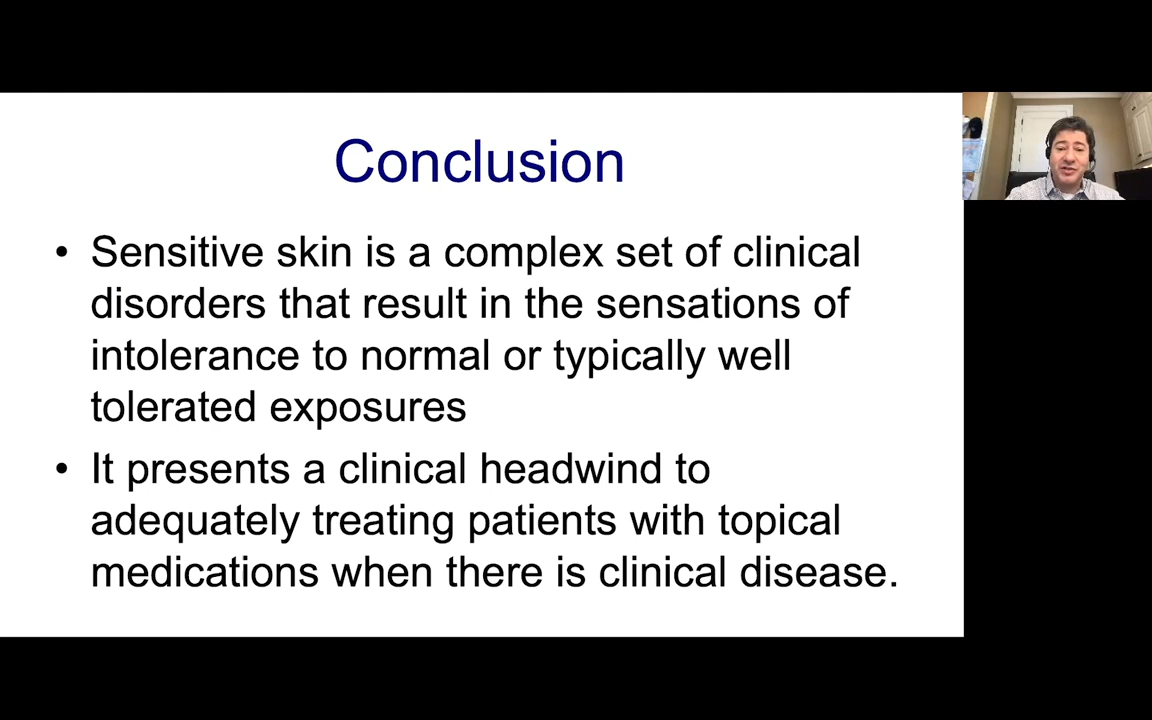 Conclusion
• Sensitive skin is a complex set of clinical
disorders that result in the sensations of
intolerance to normal or typically well
tolerated exposures
• It presents a clinical headwind to
adequately treating patients with topical
medications when there is clinical disease.